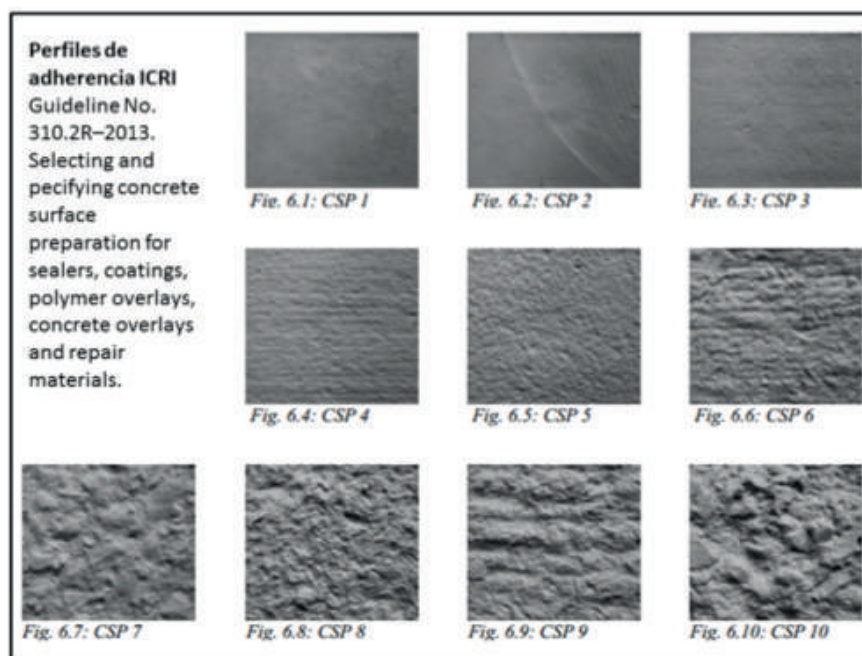 Perfiles de
adherencia ICRI
Guideline No.
310.2R–2013.
Selecting and
pecifying concrete
surface
preparation for
sealers, coatings,
polymer overlays,
concrete overlays
and repair
materials.
Fig. 6.1: CSP 1
Fig. 6.2: CSP 2
Fig. 6.3: CSP 3
Fig. 6.4: CSP 4
Fig. 6.5: CSP 5
Fig. 6.6: CSP 6
Fig. 6.7: CSP 7
Fig. 6.8: CSP 8
Fig. 6.9: CSP 9
Fig. 6.10: CSP 10